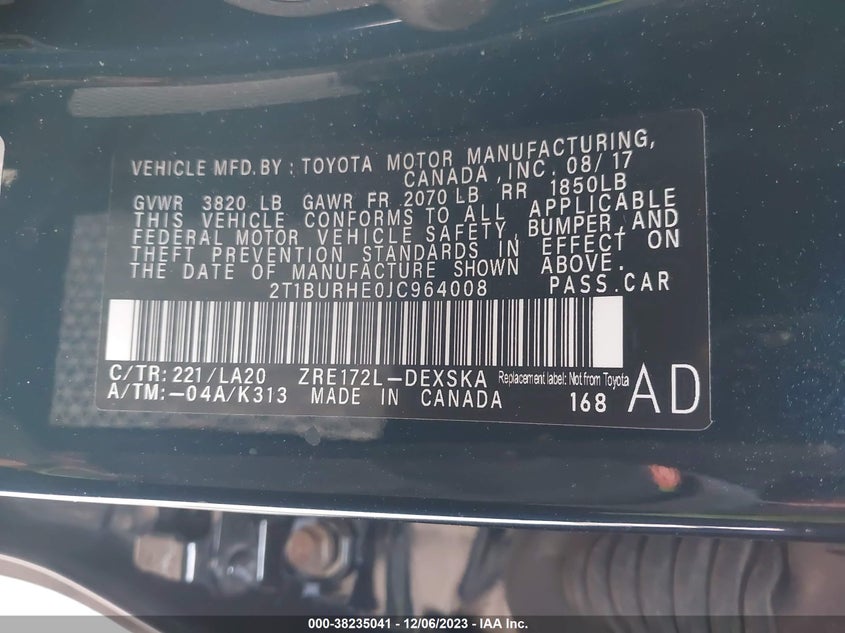 VEHICLE MFD.BY : TOYOTA MOTOR MANUFACTURING,
CANADA, INC. 08/17
GVWR 3820 LB GAWR FR 2070 LB RR 1850LB
THIS VEHICLE CONFORMS TO ALL APPLICABLE
FEDERAL MOTOR VEHICLE SAFETY, BUMPER, AND
THEFT PREVENTION STANDARDS IN EFFECT ON
THE DATE OF MANUFACTURE SHOWN ABOVE.
2T1BURHE0JC964008 PASS.CAR
C/TR: 221/LA20 ZRE172L-DEXSKA Replacement label: Not from Toyota
A/TM: -04A/K313 MADE IN CANADA 168 AD
000-38235041 - 12/06/2023 - IAA Inc.